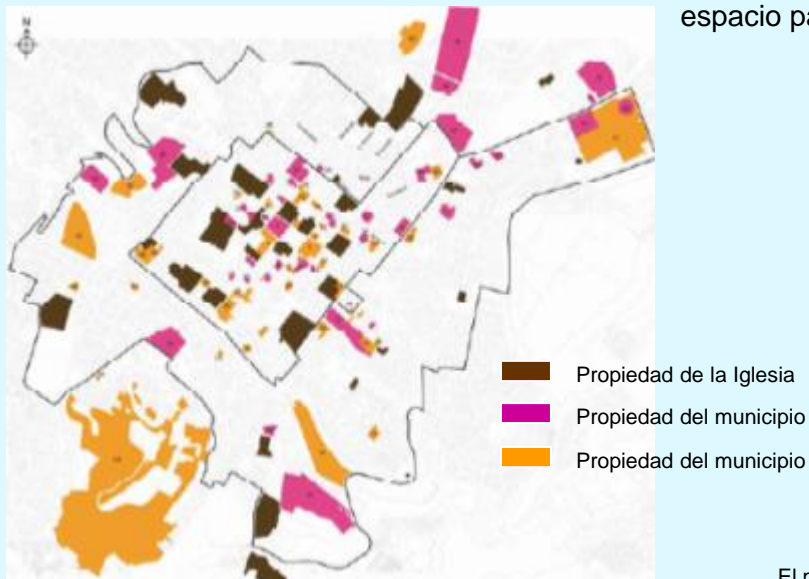 espacio pa
N
Propiedad de la Iglesia
Propiedad del municipio
Propiedad del municipio
El p